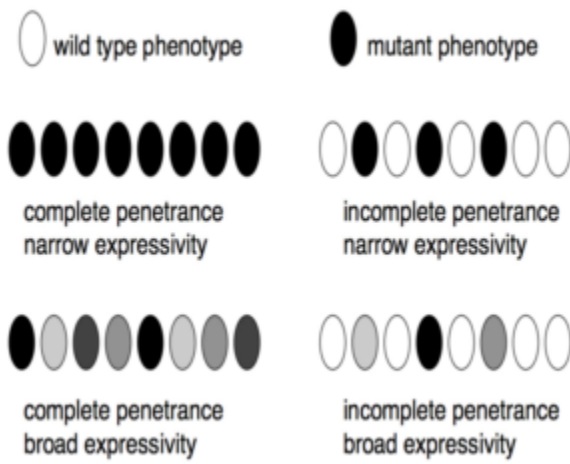 wild type phenotype
mutant phenotype
complete penetrance
narrow expressivity
incomplete penetrance
narrow expressivity
complete penetrance
broad expressivity
incomplete penetrance
broad expressivity